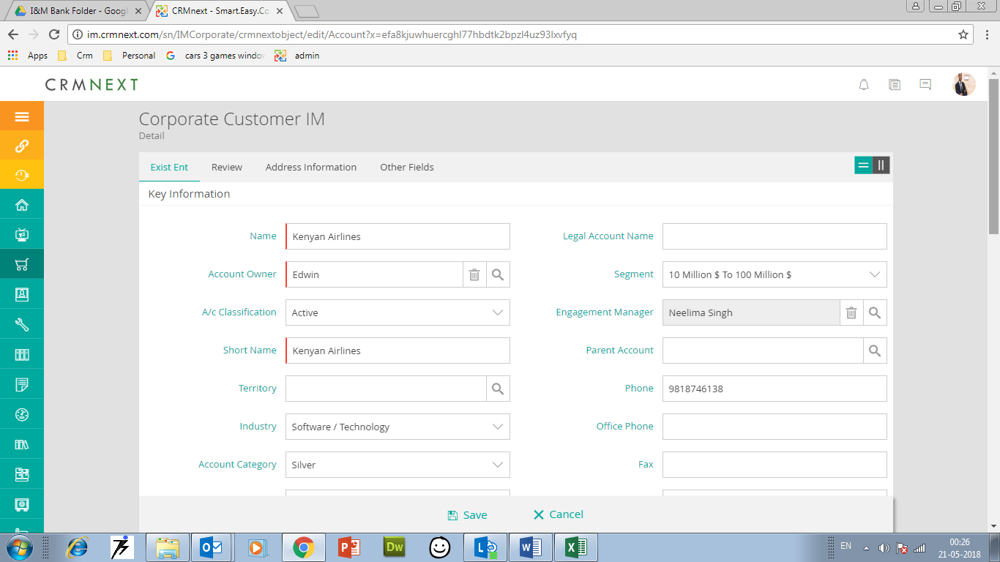 I&M Bank Folder - Googl
CRMnext - Smart.Easy.Co
im.crmnext.com/sn/IMCorporate/crmnextobject/edit/Account?x=efa8kjuwhuercghl77hbdtk2bpzl4uz93lxvfyq
Apps Crm Personal cars 3 games windo admin
CRMNEXT
Corporate Customer IM
Detail
Exist Ent Review Address Information Other Fields
Key Information
Name Kenyan Airlines Legal Account Name
Account Owner Edwin Segment 10 Million $ To 100 Million $
A/c Classification Active Engagement Manager Neelima Singh
Short Name Kenyan Airlines Parent Account
Territory Phone 9818746138
Industry Software / Technology Office Phone
Account Category Silver Fax
Save Cancel
EN 00:26
21-05-2018